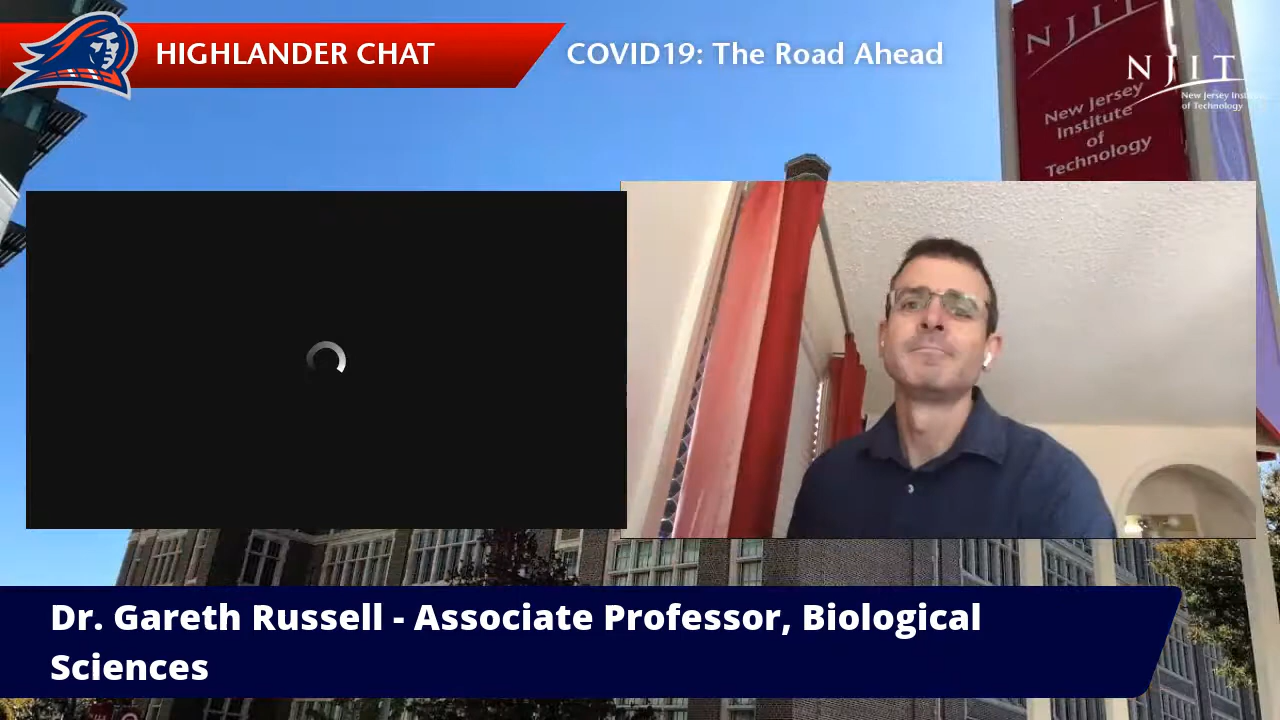 HIGHLANDER CHAT
COVID19: The Road Ahead
NJIT
New Jersey
Institute
of
Technology
NJIT
New Jersey Institute
of Technology
Dr. Gareth Russell - Associate Professor, Biological
Sciences